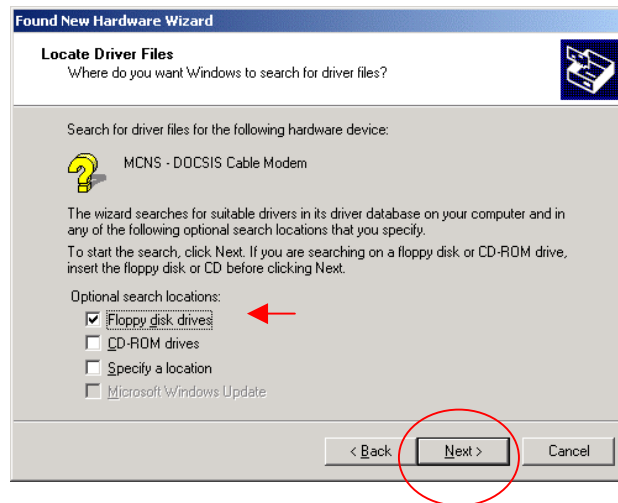 Found New Hardware Wizard
Locate Driver Files
Where do you want Windows to search for driver files?
Search for driver files for the following hardware device:
MCNS - DOCSIS Cable Modem
The wizard searches for suitable drivers in its driver database on your computer and in
any of the following optional search locations that you specify.
To start the search, click Next. If you are searching on a floppy disk or CD-ROM drive,
insert the floppy disk or CD before clicking Next.
Optional search locations:
Floppy disk drives
CD-ROM drives
Specify a location
Microsoft Windows Update
< Back Next > Cancel